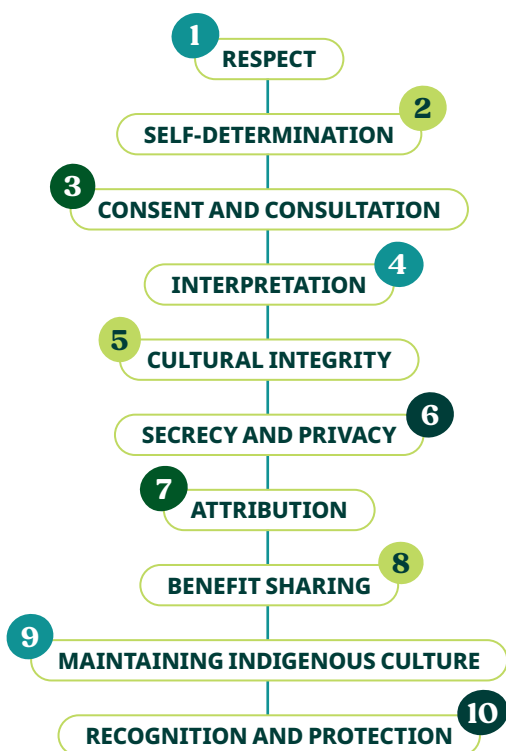 1
RESPECT
2
SELF-DETERMINATION
3
CONSENT AND CONSULTATION
4
INTERPRETATION
5
CULTURAL INTEGRITY
6
SECRECY AND PRIVACY
7
ATTRIBUTION
8
BENEFIT SHARING
9
MAINTAINING INDIGENOUS CULTURE
10
RECOGNITION AND PROTECTION